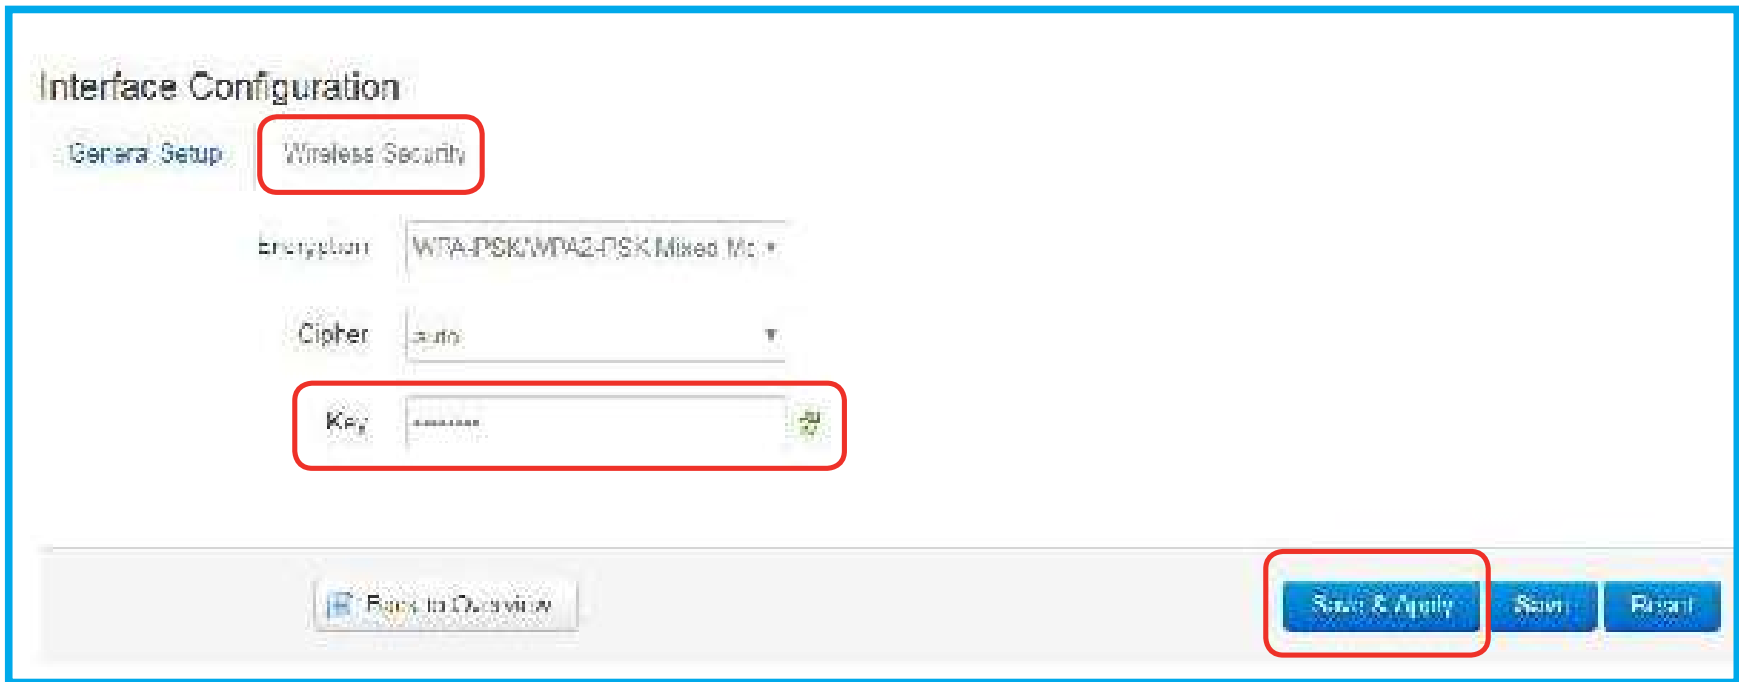 Interface Configuration
General Setup Wireless Security
Encryption WPA-PSK/WPA2-PSK Mixed Mo
Cipher auto
Key ********
Back to Overview Save & Apply Save Reset